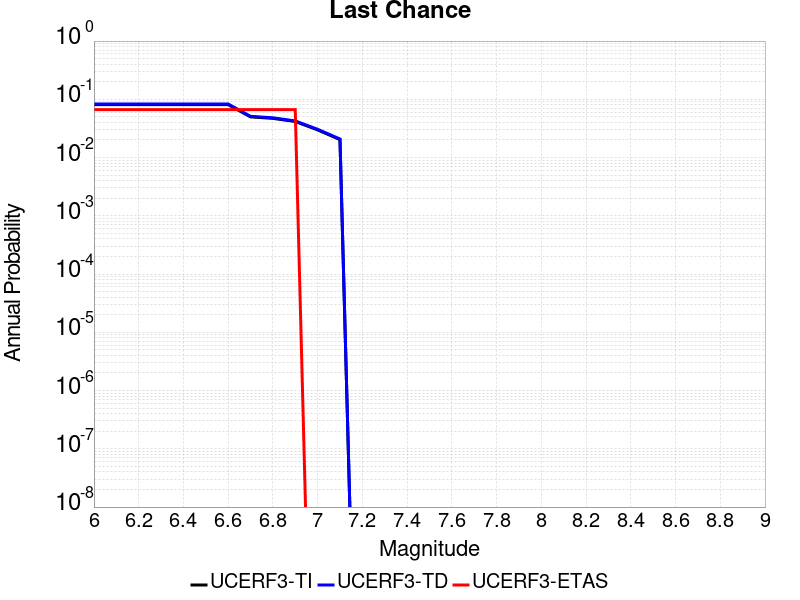 Last Chance
10^0
10^-1
10^-2
10^-3
10^-4
10^-5
10^-6
10^-7
10^-8
Annual Probability
6 6.2 6.4 6.6 6.8 7 7.2 7.4 7.6 7.8 8 8.2 8.4 8.6 8.8 9
Magnitude
UCERF3-TI UCERF3-TD UCERF3-ETAS